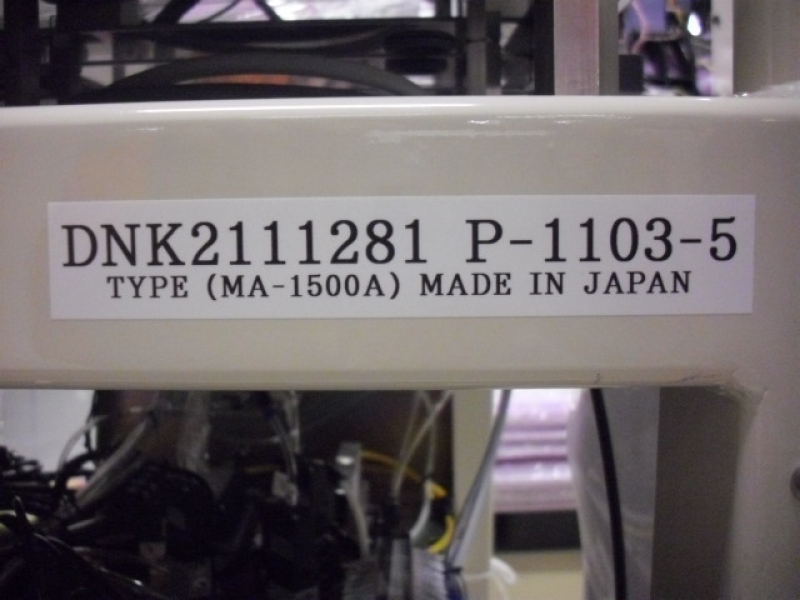 DNK2111281 P-1103-5
TYPE (MA-1500A) MADE IN JAPAN